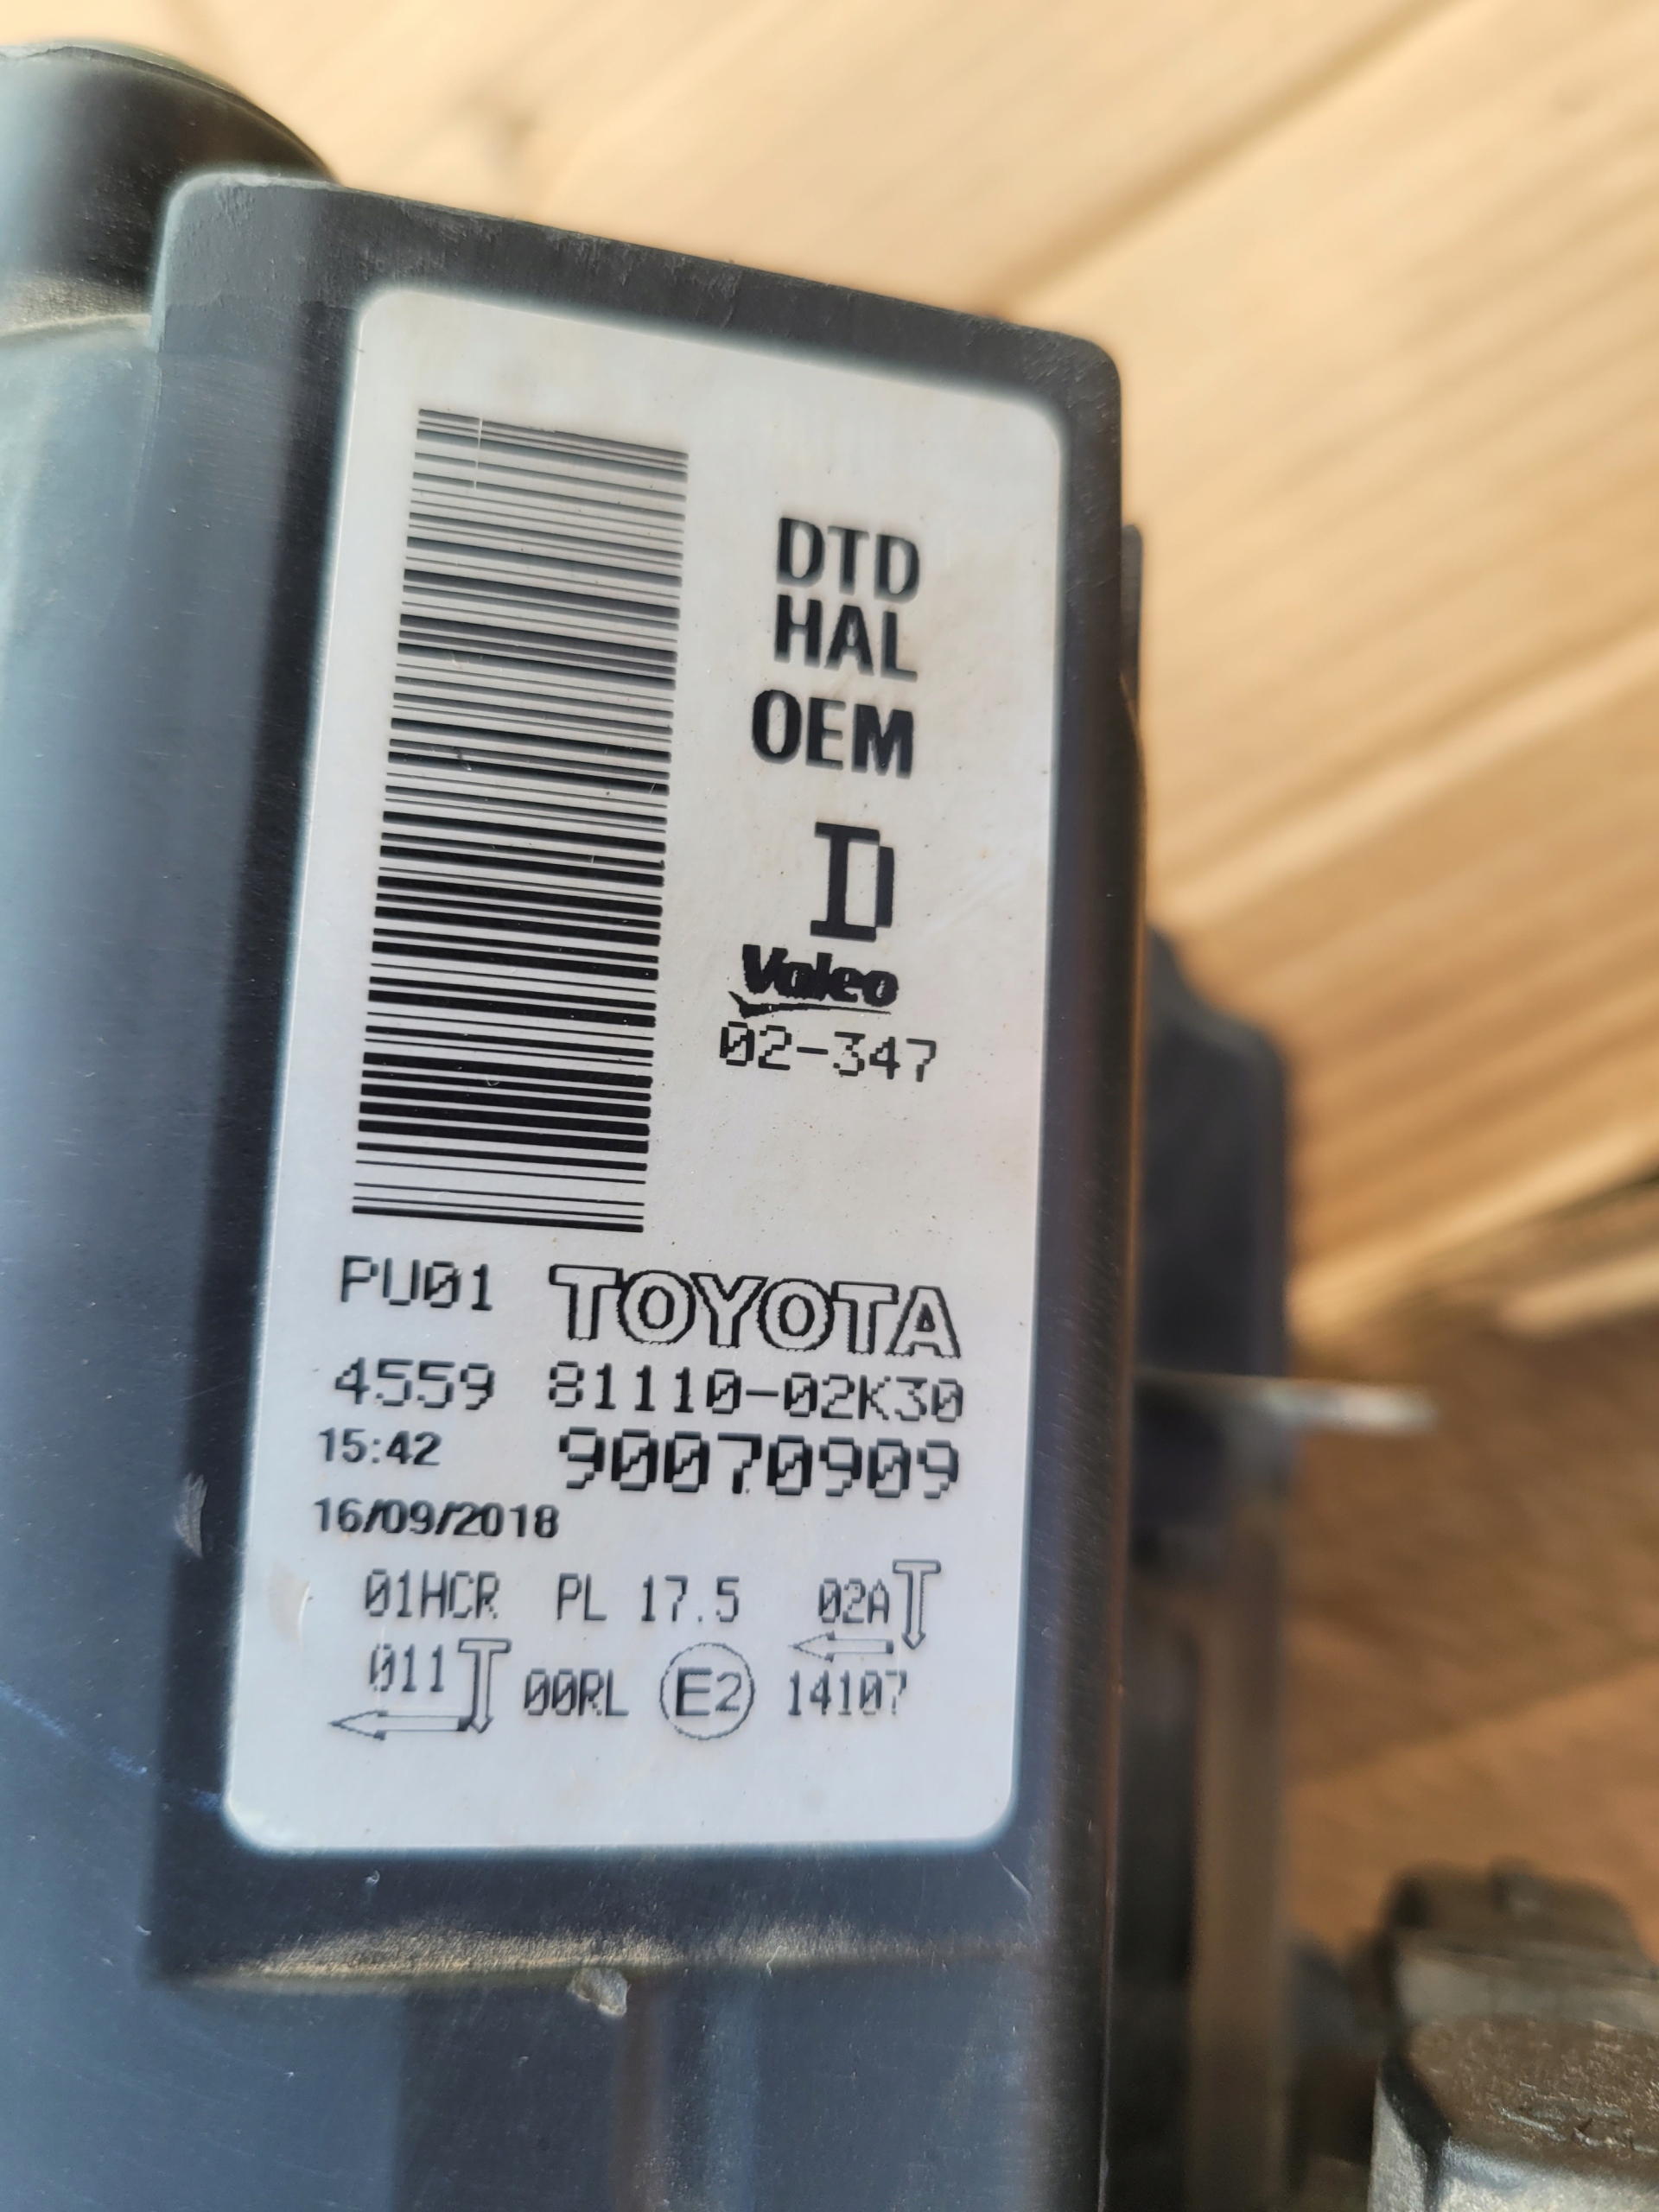 DTD
HAL
OEM
D
Valeo
02-347
PU01 TOYOTA
4559 81110-02K30
15:42 90070909
16/09/2018
01HCR PL 17.5 02A
011 00RL E2 14107